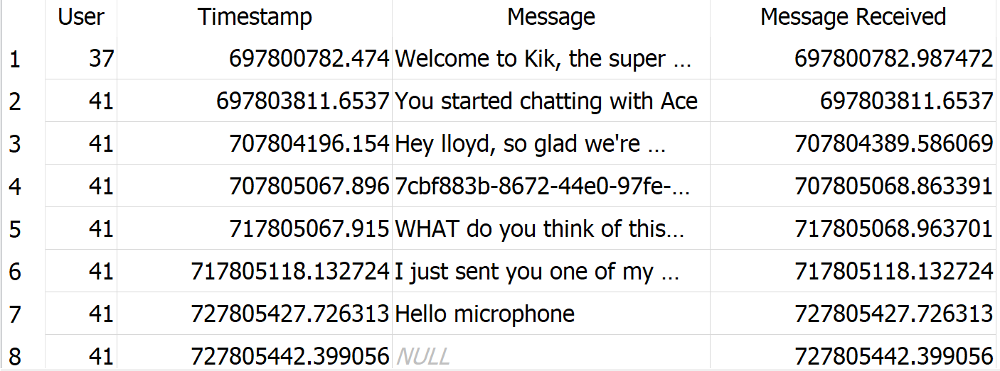 User Timestamp Message Message Received
1 37 697800782.474 Welcome to Kik, the super ... 697800782.987472
2 41 697803811.6537 You started chatting with Ace 697803811.6537
3 41 707804196.154 Hey lloyd, so glad we're ... 707804389.586069
4 41 707805067.896 7cbf883b-8672-44e0-97fe-... 707805068.863391
5 41 717805067.915 WHAT do you think of this... 717805068.963701
6 41 717805118.132724 I just sent you one of my ... 717805118.132724
7 41 727805427.726313 Hello microphone 727805427.726313
8 41 727805442.399056 NULL 727805442.399056